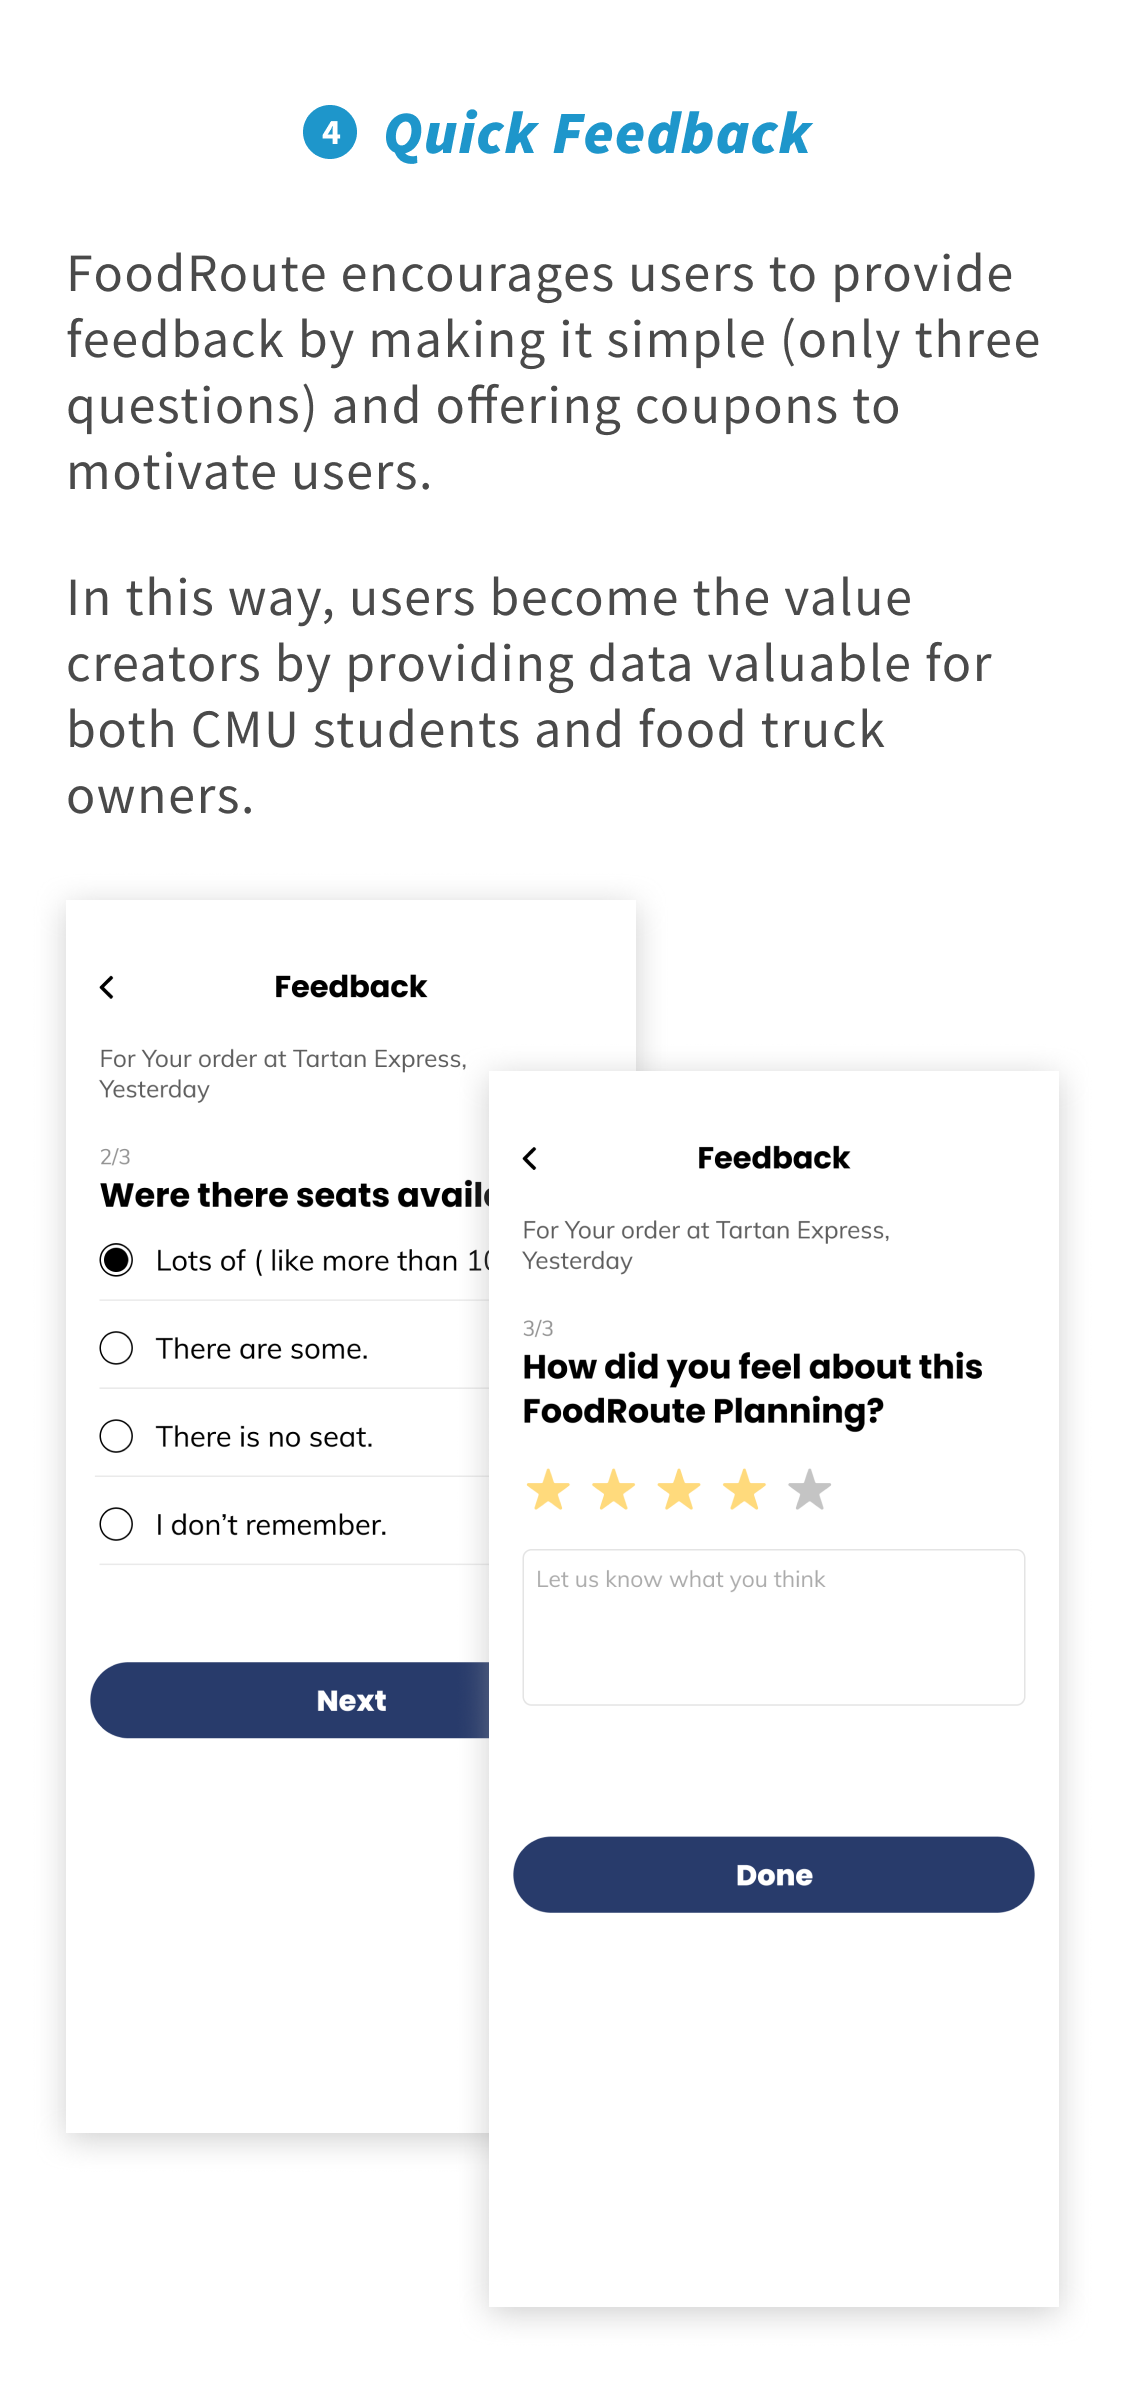 4 Quick Feedback
FoodRoute encourages users to provide
feedback by making it simple (only three
questions) and offering coupons to
motivate users.
In this way, users become the value
creators by providing data valuable for
both CMU students and food truck
owners.
Feedback
For Your order at Tartan Express,
Yesterday
2/3
Were there seats
Lots of ( like more than
There are some.
There is no seat.
I don't remember.
Next
Feedback
For Your order at Tartan Express,
Yesterday
3/3
How did you feel about this
FoodRoute Planning?
Let us know what you think
Done